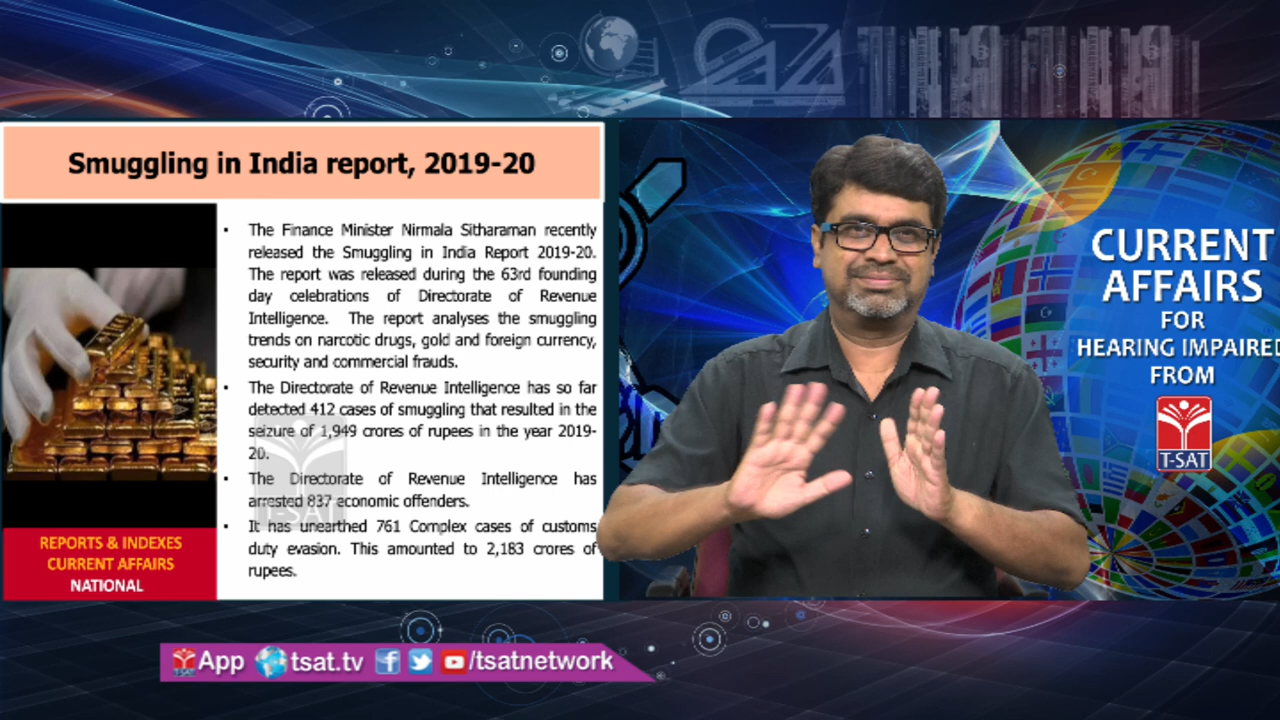 Smuggling in India report, 2019-20
• The Finance Minister Nirmala Sitharaman recently
released the Smuggling in India Report 2019-20.
The report was released during the 63rd founding
day celebrations of Directorate of Revenue
Intelligence. The report analyses the smuggling
trends on narcotic drugs, gold and foreign currency,
security and commercial frauds.
• The Directorate of Revenue Intelligence has so far
detected 412 cases of smuggling that resulted in the
seizure of 1,949 crores of rupees in the year 2019-
20.
• The Directorate of Revenue Intelligence has
arrested 837 economic offenders.
• It has unearthed 761 Complex cases of customs
duty evasion. This amounted to 2,183 crores of
rupees.
T-SAT
REPORTS & INDEXES
CURRENT AFFAIRS
NATIONAL
CURRENT
AFFAIRS
FOR
HEARING IMPAIRED
FROM
T-SAT
App tsat.tv /tsatnetwork